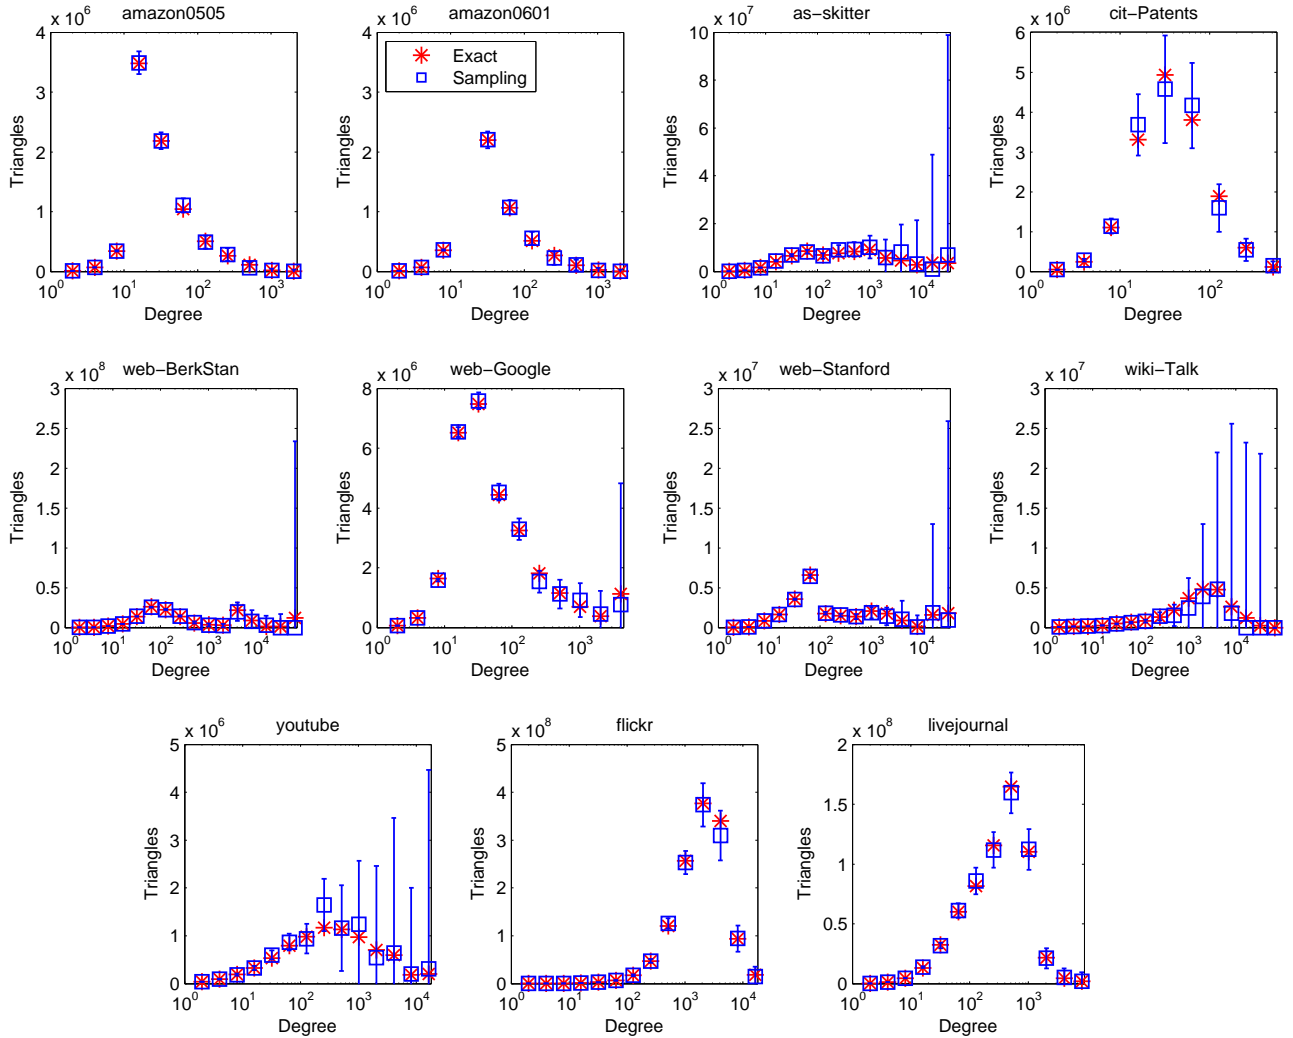 x 10^6
amazon0505
4
3
2
1
0
Triangles
10^0
10^1
10^2
10^3
Degree
x 10^6
amazon0601
Exact
Sampling
4
3
2
1
0
Triangles
10^0
10^1
10^2
10^3
Degree
x 10^7
as−skitter
10
8
6
4
2
0
Triangles
10^0
10^1
10^2
10^3
10^4
Degree
x 10^6
cit−Patents
6
5
4
3
2
1
0
Triangles
10^0
10^1
10^2
Degree
x 10^8
web−BerkStan
3
2.5
2
1.5
1
0.5
0
Triangles
10^0
10^1
10^2
10^3
10^4
Degree
x 10^6
web−Google
8
6
4
2
0
Triangles
10^0
10^1
10^2
10^3
Degree
x 10^7
web−Stanford
3
2.5
2
1.5
1
0.5
0
Triangles
10^0
10^1
10^2
10^3
10^4
Degree
x 10^7
wiki−Talk
3
2.5
2
1.5
1
0.5
0
Triangles
10^0
10^1
10^2
10^3
10^4
Degree
x 10^6
youtube
5
4
3
2
1
0
Triangles
10^0
10^1
10^2
10^3
10^4
Degree
x 10^8
flickr
5
4
3
2
1
0
Triangles
10^0
10^1
10^2
10^3
10^4
Degree
x 10^8
livejournal
2
1.5
1
0.5
0
Triangles
10^0
10^1
10^2
10^3
Degree